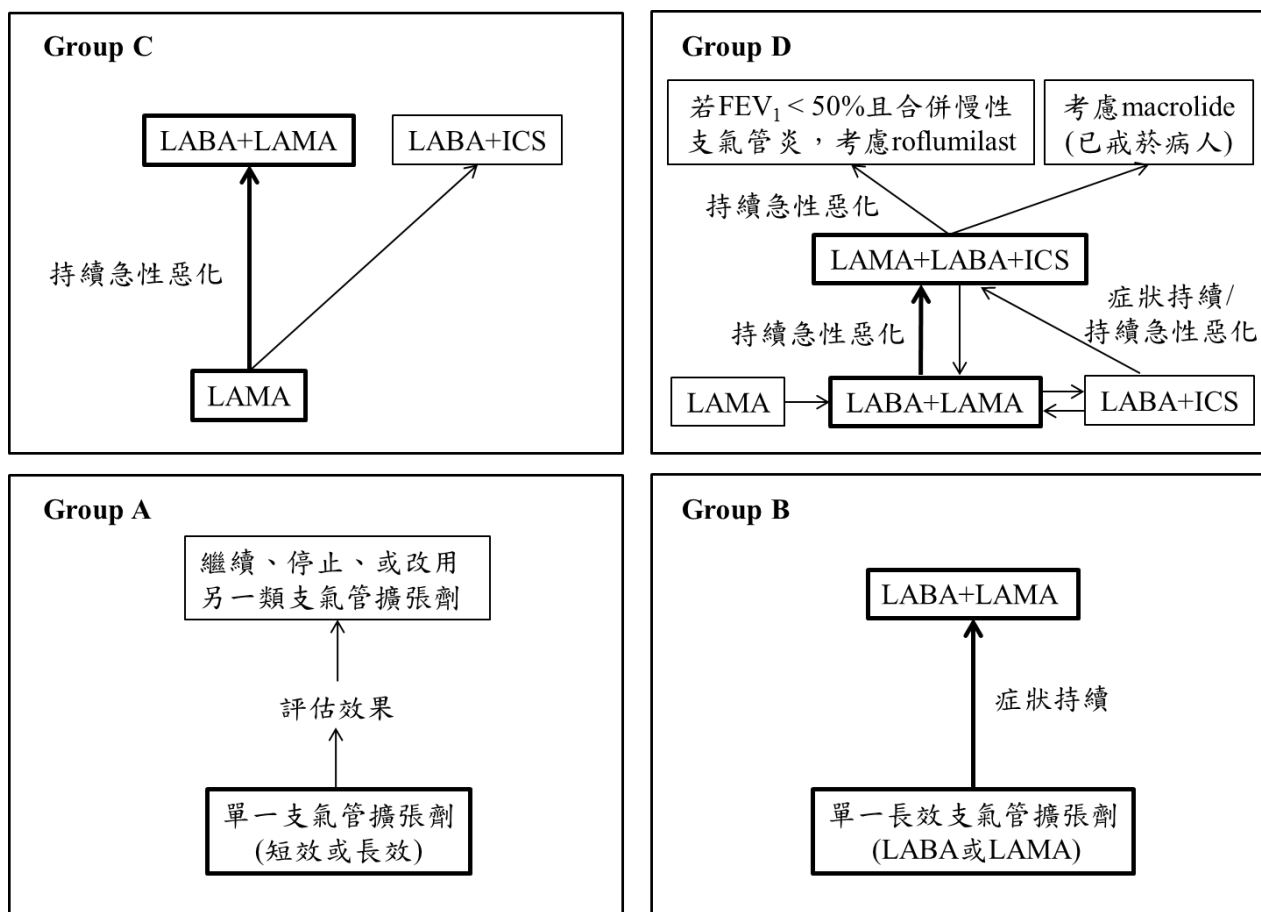 Group C
LABA+LAMA
LABA+ICS
持續急性惡化
LAMA
Group D
若FEV₁ < 50%且合併慢性
支氣管炎，考慮roflumilast
考慮macrolide
(已戒菸病人)
持續急性惡化
LAMA+LABA+ICS
持續急性惡化
症狀持續/
持續急性惡化
LAMA
LABA+LAMA
LABA+ICS
Group A
繼續、停止、或改用
另一類支氣管擴張劑
評估效果
單一支氣管擴張劑
(短效或長效)
Group B
LABA+LAMA
症狀持續
單一長效支氣管擴張劑
(LABA或LAMA)